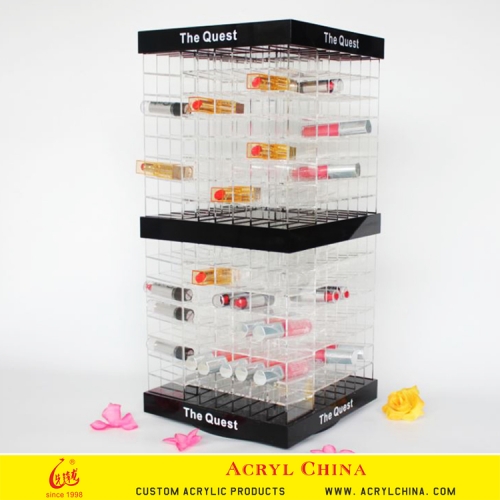 The Quest
The Quest
The Quest
The Quest
since 1998
ACRYL CHINA
CUSTOM ACRYLIC PRODUCTS
WWW.ACRYLCHINA.COM